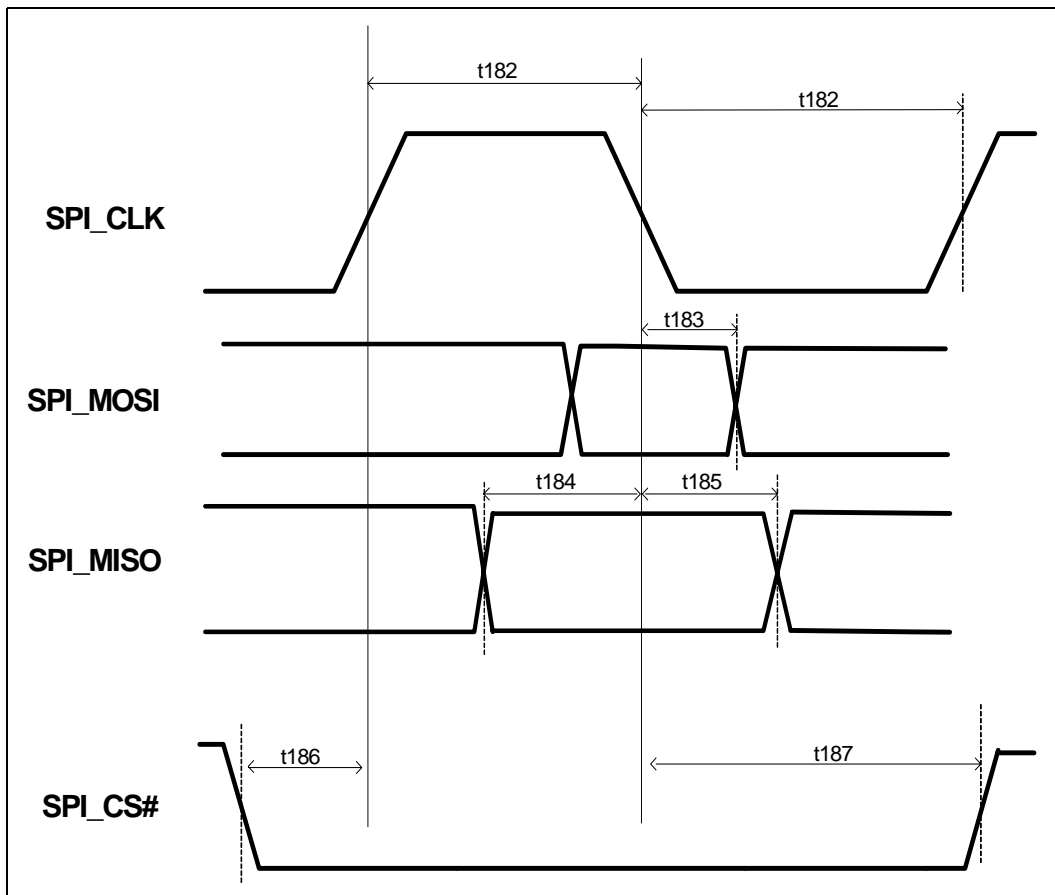 t182
t182
SPI_CLK
t183
SPI_MOSI
t184
t185
SPI_MISO
t186
t187
SPI_CS#